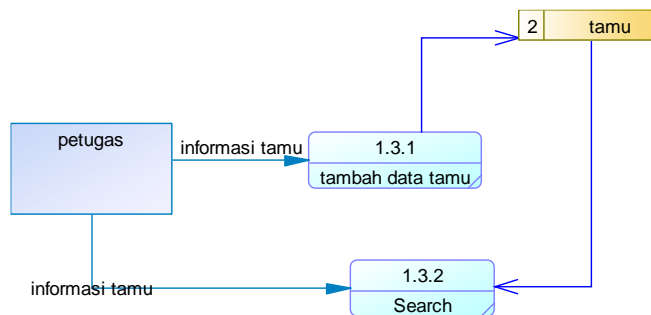 2 tamu
petugas
informasi tamu
1.3.1
tambah data tamu
informasi tamu
1.3.2
Search